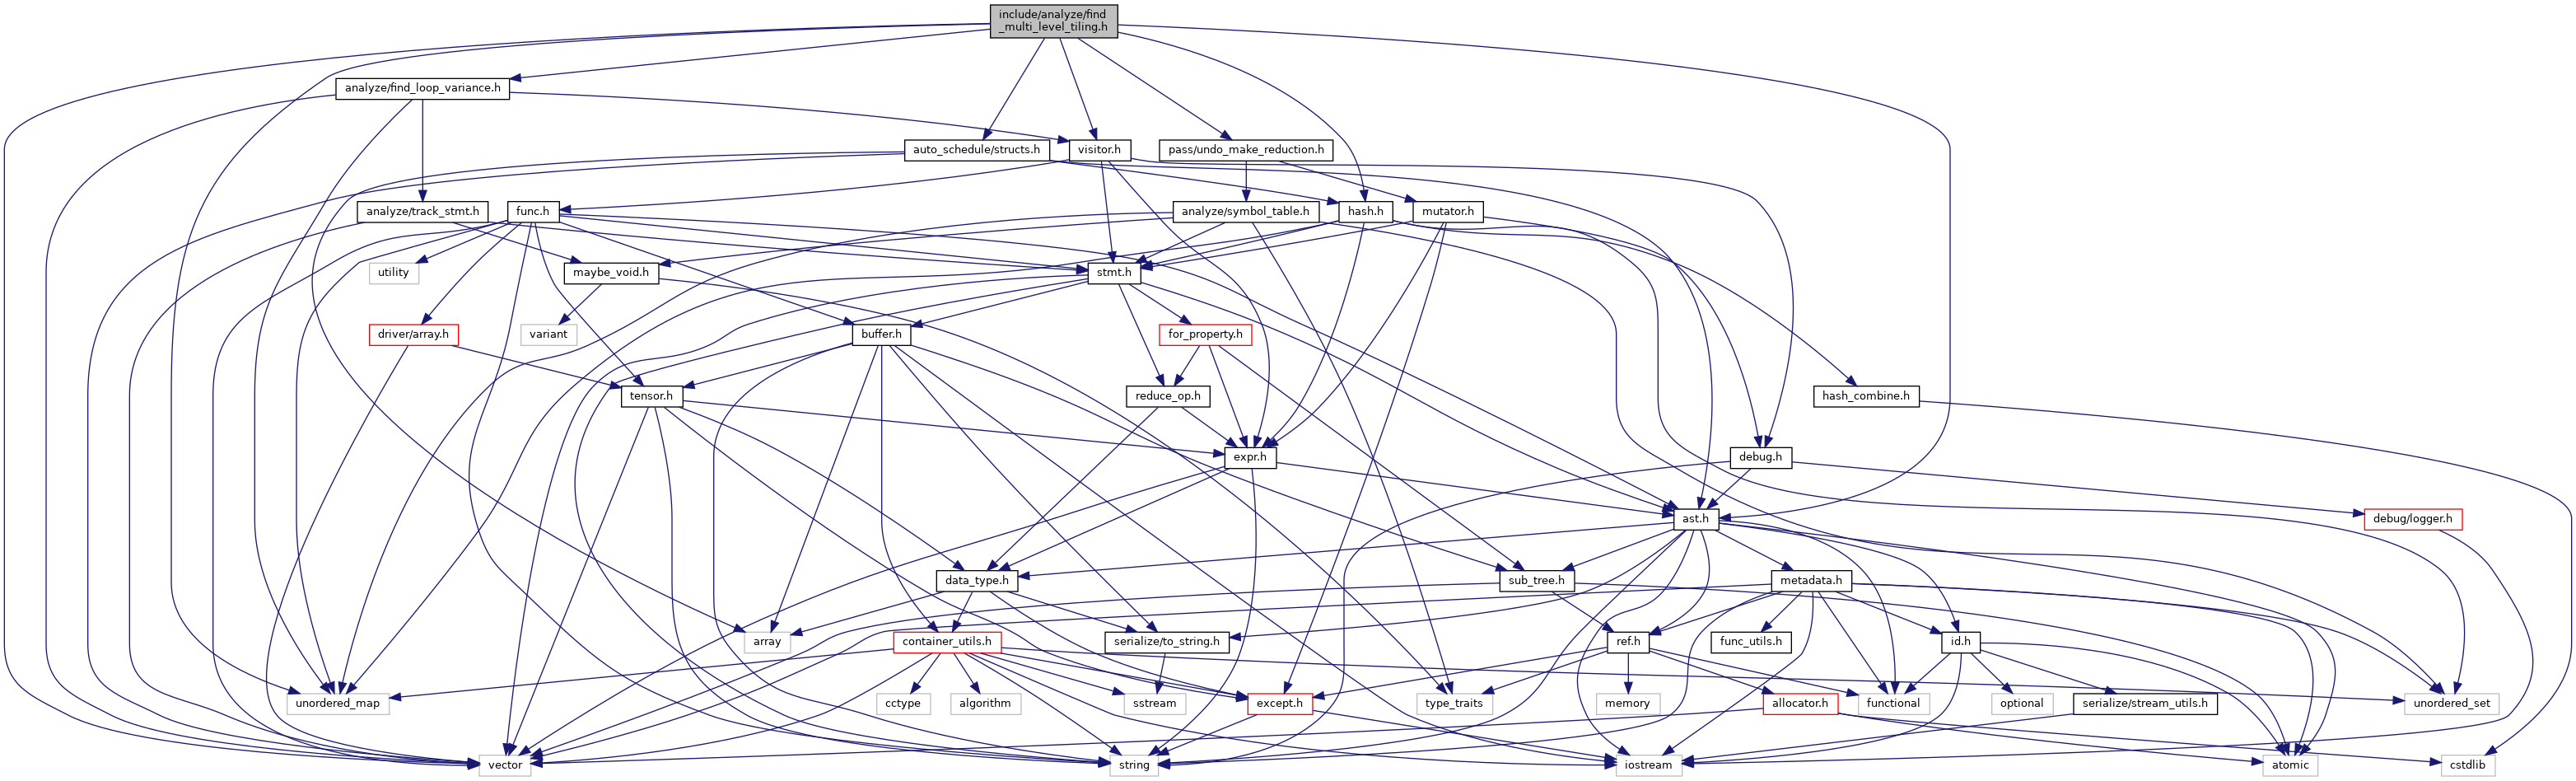 include/analyze/find
_multi_level_tiling.h
analyze/find_loop_variance.h
auto_schedule/structs.h
visitor.h
pass/undo_make_reduction.h
analyze/track_stmt.h
func.h
analyze/symbol_table.h
hash.h
mutator.h
utility
maybe_void.h
stmt.h
driver/array.h
variant
buffer.h
for_property.h
tensor.h
reduce_op.h
hash_combine.h
expr.h
debug.h
ast.h
debug/logger.h
data_type.h
sub_tree.h
metadata.h
array
container_utils.h
serialize/to_string.h
ref.h
func_utils.h
id.h
unordered_map
cctype
algorithm
sstream
except.h
type_traits
memory
allocator.h
functional
optional
serialize/stream_utils.h
unordered_set
vector
string
iostream
atomic
cstdlib